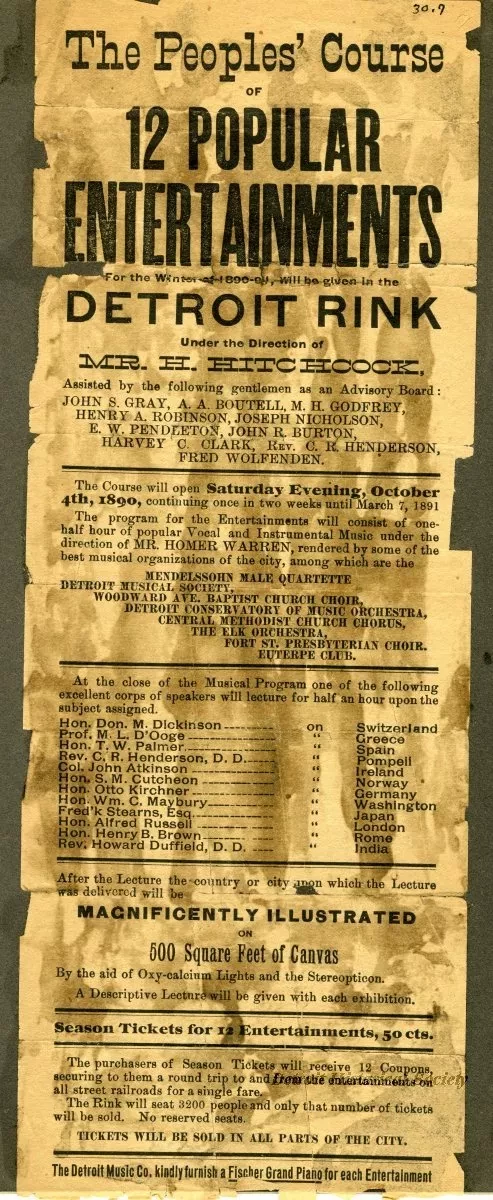 30.7
The Peoples' Course
OF
12 POPULAR
ENTERTAINMENTS
For the Winter of 1890-91, will be given in the
DETROIT RINK
Under the Direction of
MR. H. HITCHCOCK,
Assisted by the following gentlemen as an Advisory Board:
JOHN S. GRAY, A. A. BOUTELL, M. H. GODFREY,
HENRY A. ROBINSON, JOSEPH NICHOLSON,
E. W. PENDLETON, JOHN R. BURTON,
HARVEY C. CLARK, REV. C. R. HENDERSON,
FRED WOLFENDEN.
The Course will open Saturday Evening, October
4th, 1890, continuing once in two weeks until March 7, 1891
The program for the Entertainments will consist of one-
half hour of popular Vocal and Instrumental Music under the
direction of MR. HOMER WARREN, rendered by some of the
best musical organizations of the city, among which are the
MENDELSSOHN MALE QUARTETTE
DETROIT MUSICAL SOCIETY,
WOODWARD AVE. BAPTIST CHURCH CHOIR,
DETROIT CONSERVATORY OF MUSIC ORCHESTRA,
CENTRAL METHODIST CHURCH CHORUS,
THE ELK ORCHESTRA,
FORT ST. PRESBYTERIAN CHOIR.
EUTERPE CLUB.
At the close of the Musical Program one of the following
excellent corps of speakers will lecture for half an hour upon the
subject assigned.
Hon. Don. M. Dickinson on Switzerland
Prof. M. L. D'Ooge " Greece
Hon. T. W. Palmer " Spain
Rev. C. R. Henderson, D. D. " Pompeii
Col. John Atkinson " Ireland
Hon. S. M. Cutcheon " Norway
Hon. Otto Kirchner " Germany
Hon. Wm. C. Maybury " Washington
Fred'k Stearns, Esq. " Japan
Hon. Alfred Russell " London
Hon. Henry B. Brown " Rome
Rev. Howard Duffield, D. D. " India
After the Lecture the country or city upon which the Lecture
was delivered will be
MAGNIFICENTLY ILLUSTRATED
ON
500 Square Feet of Canvas
By the aid of Oxy-calcium Lights and the Stereopticon.
A Descriptive Lecture will be given with each exhibition.
Season Tickets for 12 Entertainments, 50 cts.
The purchasers of Season Tickets will receive 12 Coupons,
securing to them a round trip to and from the entertainments on
all street railroads for a single fare.
The Rink will seat 3200 people and only that number of tickets
will be sold. No reserved seats.
TICKETS WILL BE SOLD IN ALL PARTS OF THE CITY.
The Detroit Music Co. kindly furnish a Fischer Grand Piano for each Entertainment